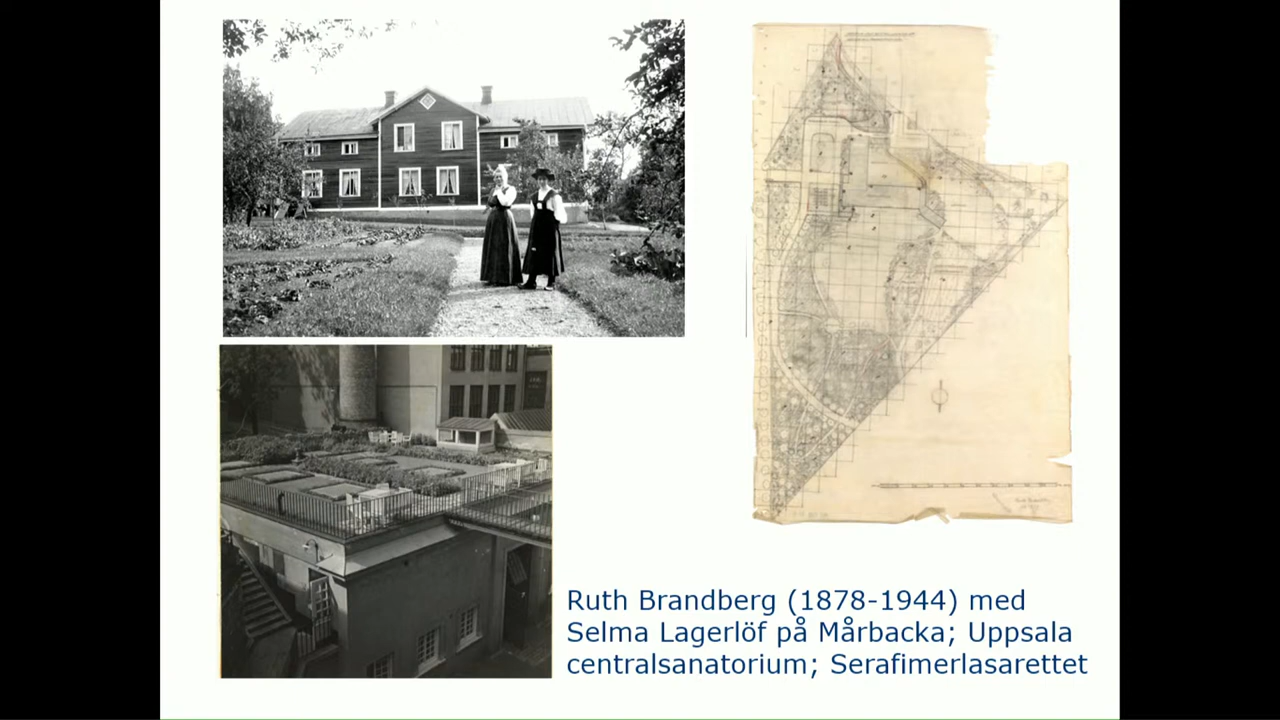 Ruth Brandberg (1878-1944) med
Selma Lagerlöf på Mårbacka; Uppsala
centralsanatorium; Serafimerlasarettet